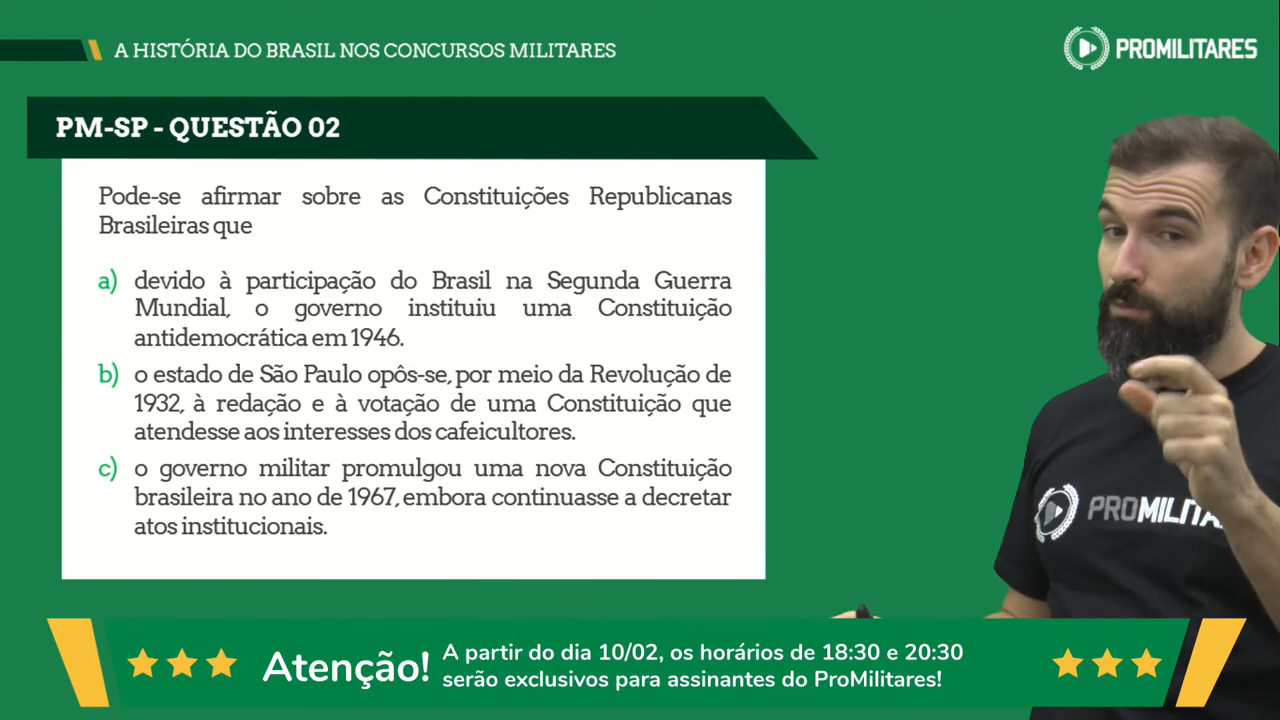 A HISTÓRIA DO BRASIL NOS CONCURSOS MILITARES
PROMILITARES
PM-SP - QUESTÃO 02
Pode-se afirmar sobre as Constituições Republicanas
Brasileiras que
a) devido à participação do Brasil na Segunda Guerra
Mundial, o governo instituiu uma Constituição
antidemocrática em 1946.
b) o estado de São Paulo opôs-se, por meio da Revolução de
1932, à redação e à votação de uma Constituição que
atendesse aos interesses dos cafeicultores.
c) o governo militar promulgou uma nova Constituição
brasileira no ano de 1967, embora continuasse a decretar
atos institucionais.
PROMILITA
Atenção!
A partir do dia 10/02, os horários de 18:30 e 20:30
serão exclusivos para assinantes do ProMilitares!